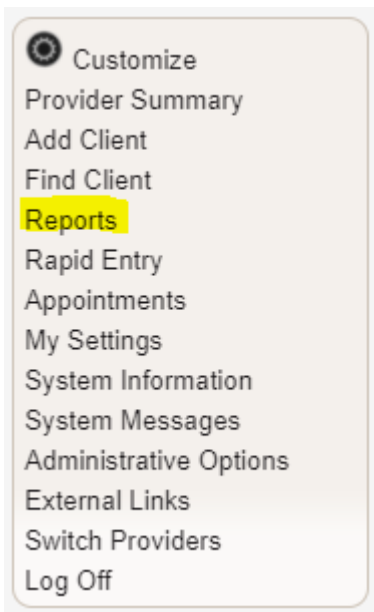 Customize
Provider Summary
Add Client
Find Client
Reports
Rapid Entry
Appointments
My Settings
System Information
System Messages
Administrative Options
External Links
Switch Providers
Log Off